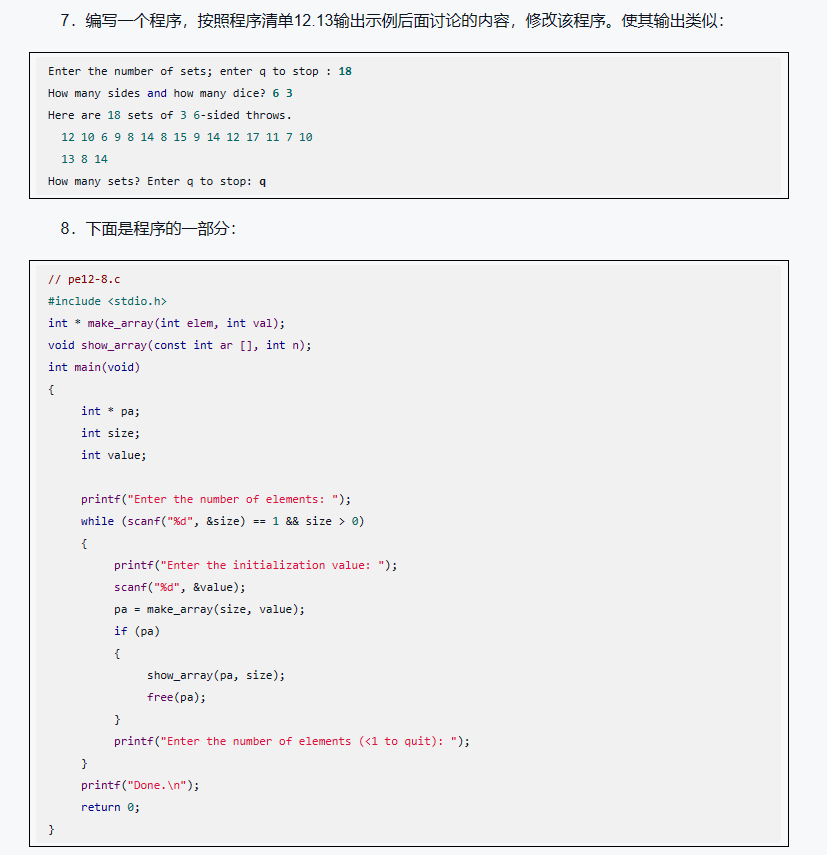 7．编写一个程序，按照程序清单12.13输出示例后面讨论的内容，修改该程序。使其输出类似：
Enter the number of sets; enter q to stop : 18
How many sides and how many dice? 6 3
Here are 18 sets of 3 6-sided throws.
12 10 6 9 8 14 8 15 9 14 12 17 11 7 10
13 8 14
How many sets? Enter q to stop: q
8．下面是程序的一部分：
// pe12-8.c
#include <stdio.h>
int * make_array(int elem, int val);
void show_array(const int ar [], int n);
int main(void)
{
int * pa;
int size;
int value;
printf("Enter the number of elements: ");
while (scanf("%d", &size) == 1 && size > 0)
{
printf("Enter the initialization value: ");
scanf("%d", &value);
pa = make_array(size, value);
if (pa)
{
show_array(pa, size);
free(pa);
}
printf("Enter the number of elements (<1 to quit): ");
}
printf("Done.\n");
return 0;
}